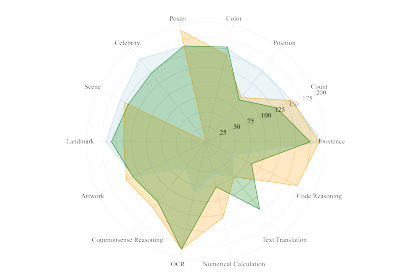 Poster
Color
Celebrity
Position
Scene
Count
200
175
150
125
100
75
50
25
Landmark
Existence
Artwork
Code Reasoning
Commonsense Reasoning
Text Translation
OCR
Numerical Calculation